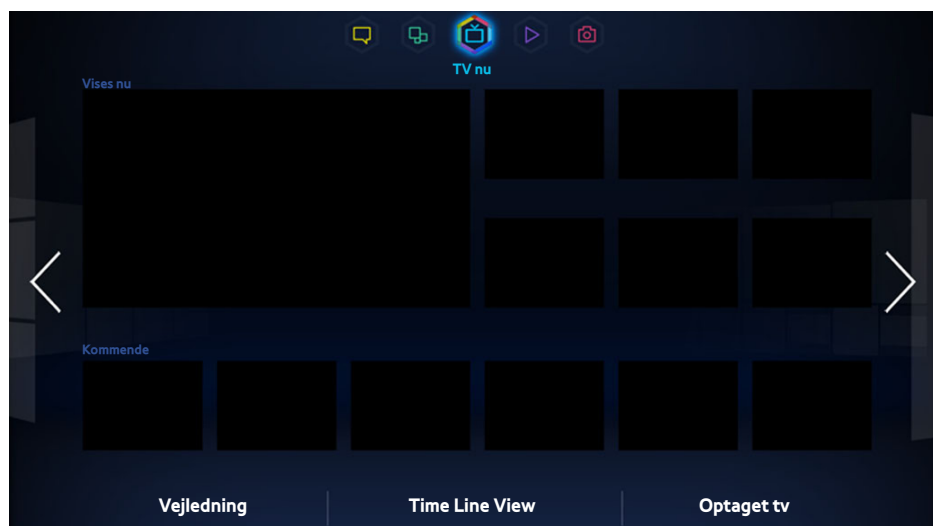 TV nu
Vises nu
Kommende
Vejledning
Time Line View
Optaget tv